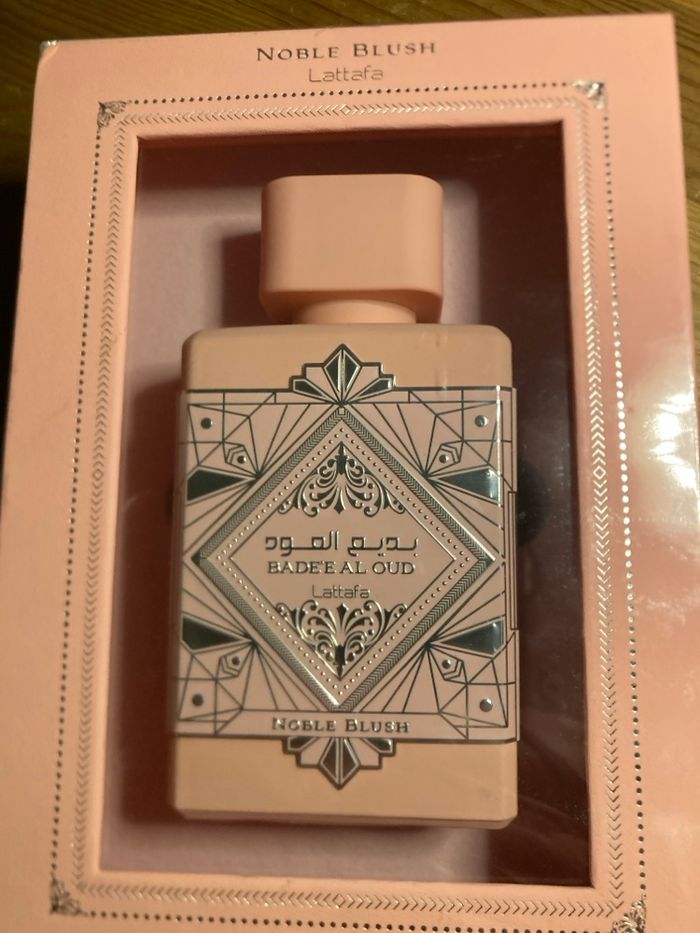 NOBLE BLUSH
Lattafa
بديع العود
BADE'E AL OUD
Lattafa
NOBLE BLUSH